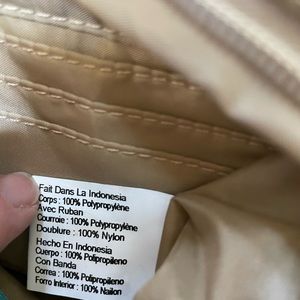 Fait Dans La Indonesia
Corps : 100% Polypropylène
Avec Ruban
Courroie : 100% Polypropylène
Doublure : 100% Nylon
Hecho En Indonesia
Cuerpo : 100% Polipropileno
Con Banda
Correa : 100% Polipropileno
Forro Interior : 100% Nailon